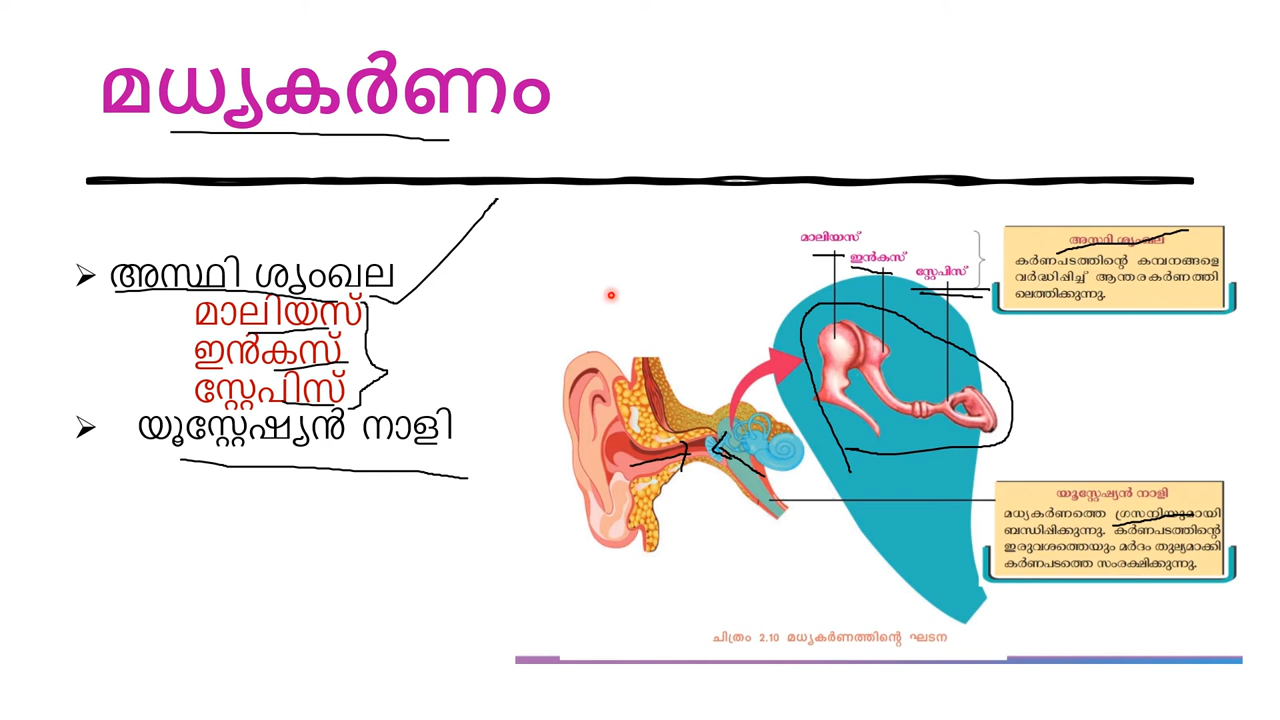 മധ്യകർണം
അസ്ഥി ശൃംഖല
മാലിയസ്
ഇൻകസ്
സ്റ്റേപിസ്
യൂസ്റ്റേഷ്യൻ നാളി
മാലിയസ്
ഇൻകസ്
സ്റ്റേപിസ്
അസ്ഥി ശൃംഖല
കർണപടത്തിന്റെ കമ്പനങ്ങളെ
വർദ്ധിപ്പിച്ച് ആന്തരകർണത്തി
ലെത്തിക്കുന്നു.
യൂസ്റ്റേഷ്യൻ നാളി
മധ്യകർണത്തെ ഗ്രസനിയുമായി
ബന്ധിപ്പിക്കുന്നു. കർണപടത്തിന്റെ
ഇരുവശത്തെയും മർദം തുല്യമാക്കി
കർണപടത്തെ സംരക്ഷിക്കുന്നു.
ചിത്രം 2.10 മധ്യകർണത്തിന്റെ ഘടന